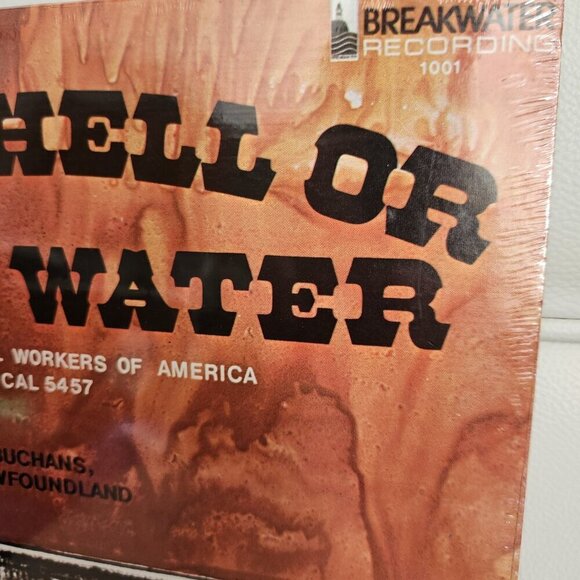 BREAKWATER
RECORDING
1001
HELL OR
WATER
WORKERS OF AMERICA
CAL 5457
BUCHANS,
WFOUNDLAND